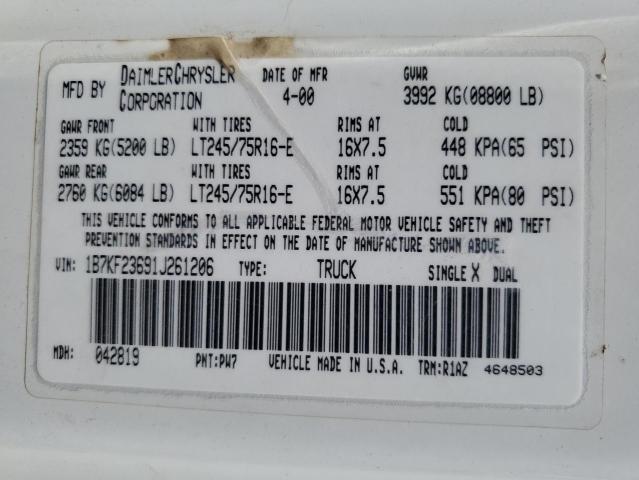 MFD BY DAIMLERCHRYSLER CORPORATION DATE OF MFR 4-00 GVWR 3992 KG(08800 LB)
GAWR FRONT WITH TIRES RIMS AT COLD
2359 KG(5200 LB) LT245/75R16-E 16X7.5 448 KPA(65 PSI)
GAWR REAR WITH TIRES RIMS AT COLD
2760 KG(6084 LB) LT245/75R16-E 16X7.5 551 KPA(80 PSI)
THIS VEHICLE CONFORMS TO ALL APPLICABLE FEDERAL MOTOR VEHICLE SAFETY AND THEFT
PREVENTION STANDARDS IN EFFECT ON THE DATE OF MANUFACTURE SHOWN ABOVE.
VIN: 1B7KF23691J261206 TYPE: TRUCK SINGLE X DUAL
MDH: 042819 PNT:PW7 VEHICLE MADE IN U.S.A. TRM:R1AZ 4648503